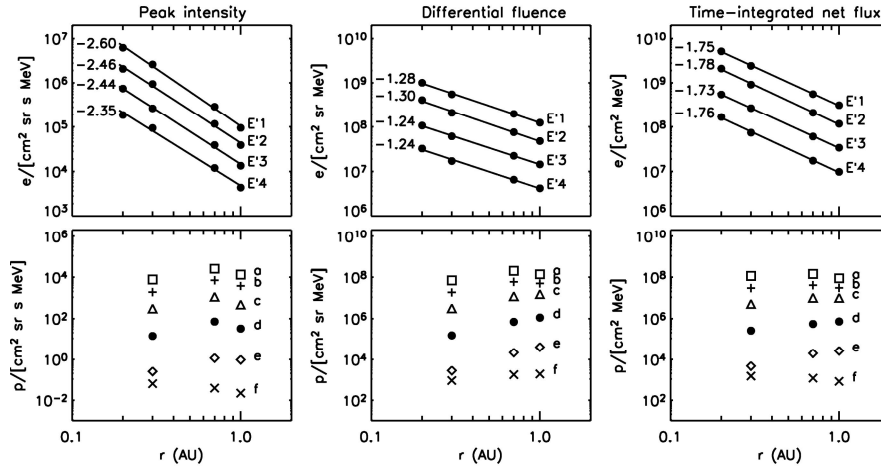 Peak intensity
Differential fluence
Time-integrated net flux
10⁷
10⁶
10⁵
10⁴
10³
e/[cm² sr s MeV]
-2.60
-2.46
-2.44
-2.35
E'1
E'2
E'3
E'4
10¹⁰
10⁹
10⁸
10⁷
10⁶
e/[cm² sr MeV]
-1.28
-1.30
-1.24
-1.24
E'1
E'2
E'3
E'4
10¹⁰
10⁹
10⁸
10⁷
10⁶
e/[cm² sr MeV]
-1.75
-1.78
-1.73
-1.76
E'1
E'2
E'3
E'4
10⁴
10²
10⁰
10⁻²
p/[cm² sr s MeV]
a
b
c
d
e
f
0.1
1.0
r (AU)
10¹⁰
10⁸
10⁶
10⁴
10²
p/[cm² sr MeV]
a
b
c
d
e
f
0.1
1.0
r (AU)
10¹⁰
10⁸
10⁶
10⁴
10²
p/[cm² MeV]
a
b
c
d
e
f
0.1
1.0
r (AU)